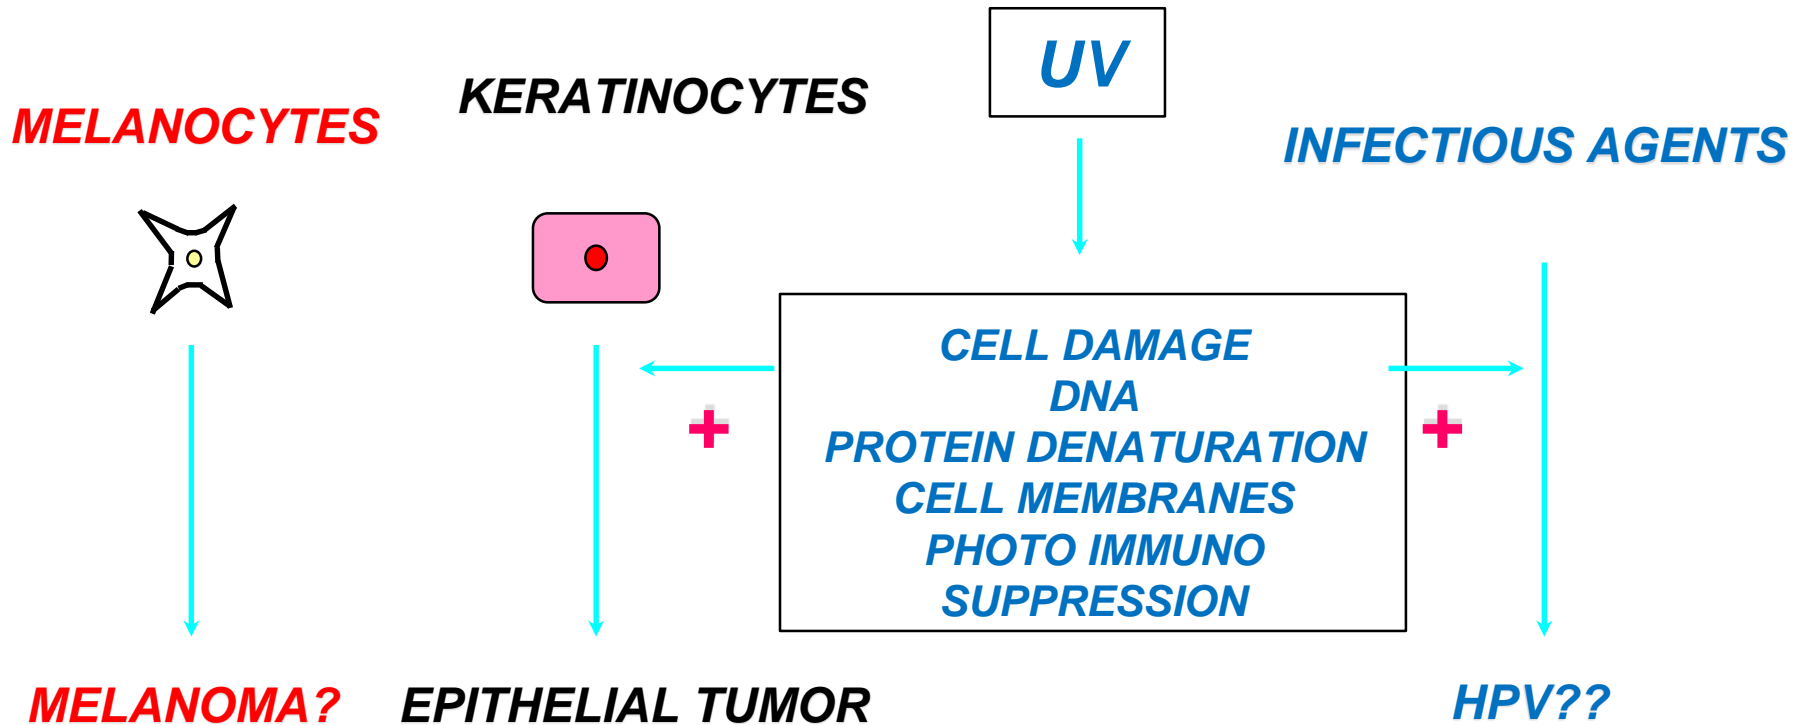 UV
KERATINOCYTES
MELANOCYTES
INFECTIOUS AGENTS
CELL DAMAGE
DNA
PROTEIN DENATURATION
CELL MEMBRANES
PHOTO IMMUNO
SUPPRESSION
+
+
MELANOMA?
EPITHELIAL TUMOR
HPV??